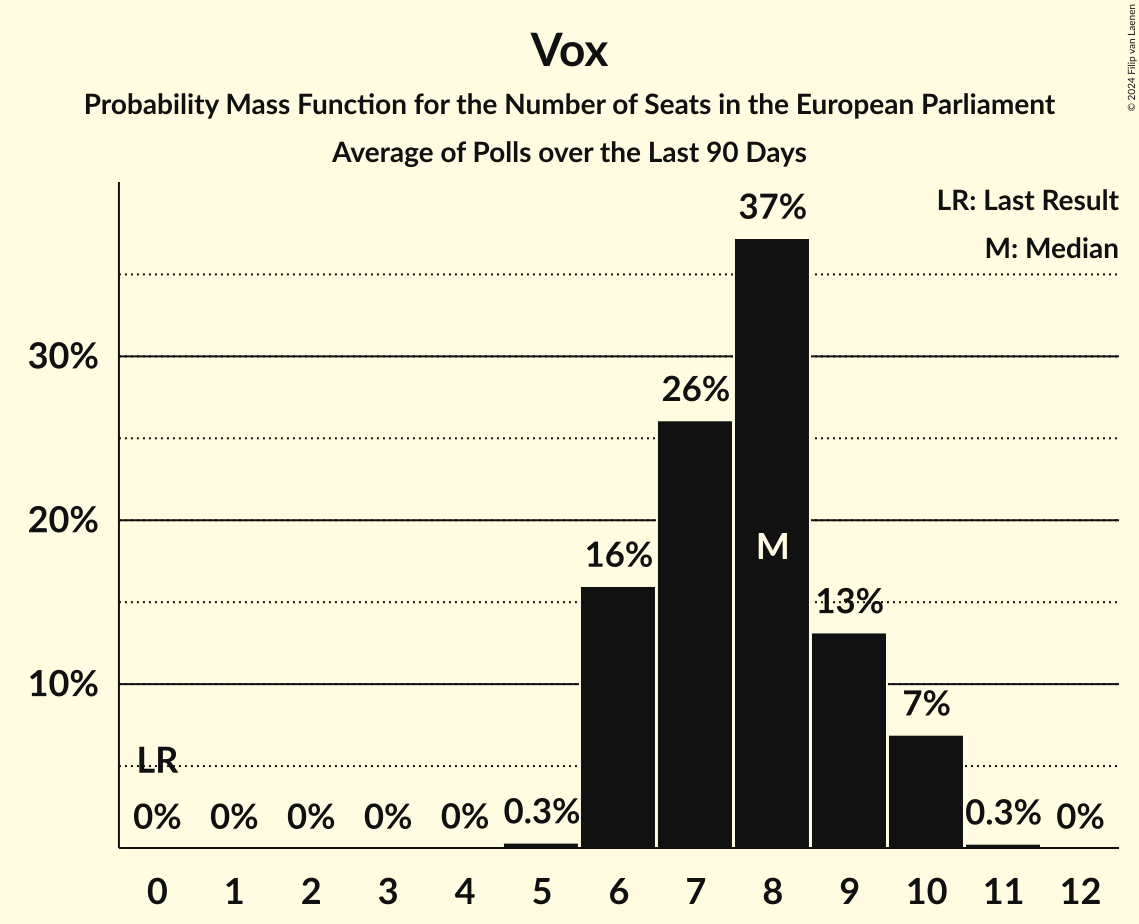 Vox
Probability Mass Function for the Number of Seats in the European Parliament
Average of Polls over the Last 90 Days
© 2024 Filip van Laenen
LR: Last Result
M: Median
37%
30%
26%
20%
16%
M
13%
10%
7%
LR
0% 0% 0% 0% 0% 0.3% 0.3% 0%
0 1 2 3 4 5 6 7 8 9 10 11 12